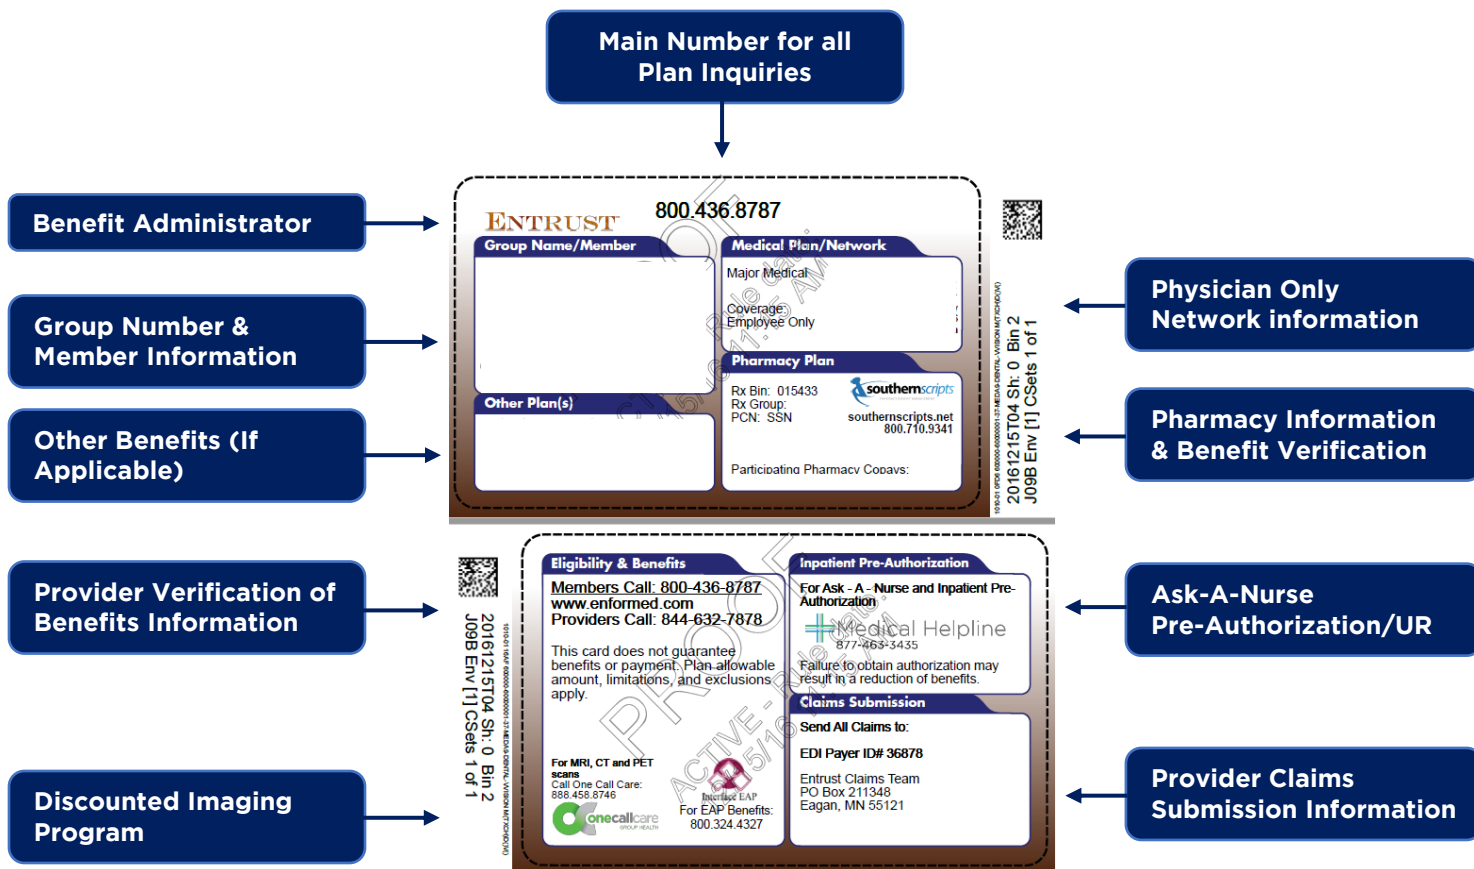 Main Number for all
Plan Inquiries
Benefit Administrator
Group Number &
Member Information
Other Benefits (If
Applicable)
Provider Verification of
Benefits Information
Discounted Imaging
Program
ENTRUST
800.436.8787
Group Name/Member
Other Plan(s)
Medical Plan/Network
Major Medical
Coverage:
Employee Only
Pharmacy Plan
Rx Bin: 015433
Rx Group:
PCN: SSN
southernscripts
southernscripts.net
800.710.9341
Participating Pharmacy Copays:
20161215T04 Sh: 0 Bin 2
J09B Env [1] CSets 1 of 1
Physician Only
Network information
Pharmacy Information
& Benefit Verification
Ask-A-Nurse
Pre-Authorization/UR
Provider Claims
Submission Information
20161215T04 Sh: 0 Bin 2
J09B Env [1] CSets 1 of 1
Eligibility & Benefits
Members Call: 800-436-8787
www.enformed.com
Providers Call: 844-632-7878
This card does not guarantee
benefits or payment. Plan allowable
amount, limitations, and exclusions
apply.
For MRI, CT and PET
scans
Call One Call Care:
888.458.8746
onecallcare
GROUP HEALTH
Interface EAP
For EAP Benefits:
800.324.4327
Inpatient Pre-Authorization
For Ask - A - Nurse and Inpatient Pre-
Authorization
Medical Helpline
877-463-3435
Failure to obtain authorization may
result in a reduction of benefits.
Claims Submission
Send All Claims to:
EDI Payer ID# 36878
Entrust Claims Team
PO Box 211348
Eagan, MN 55121
PROOF
ACTIVE - Rule date: